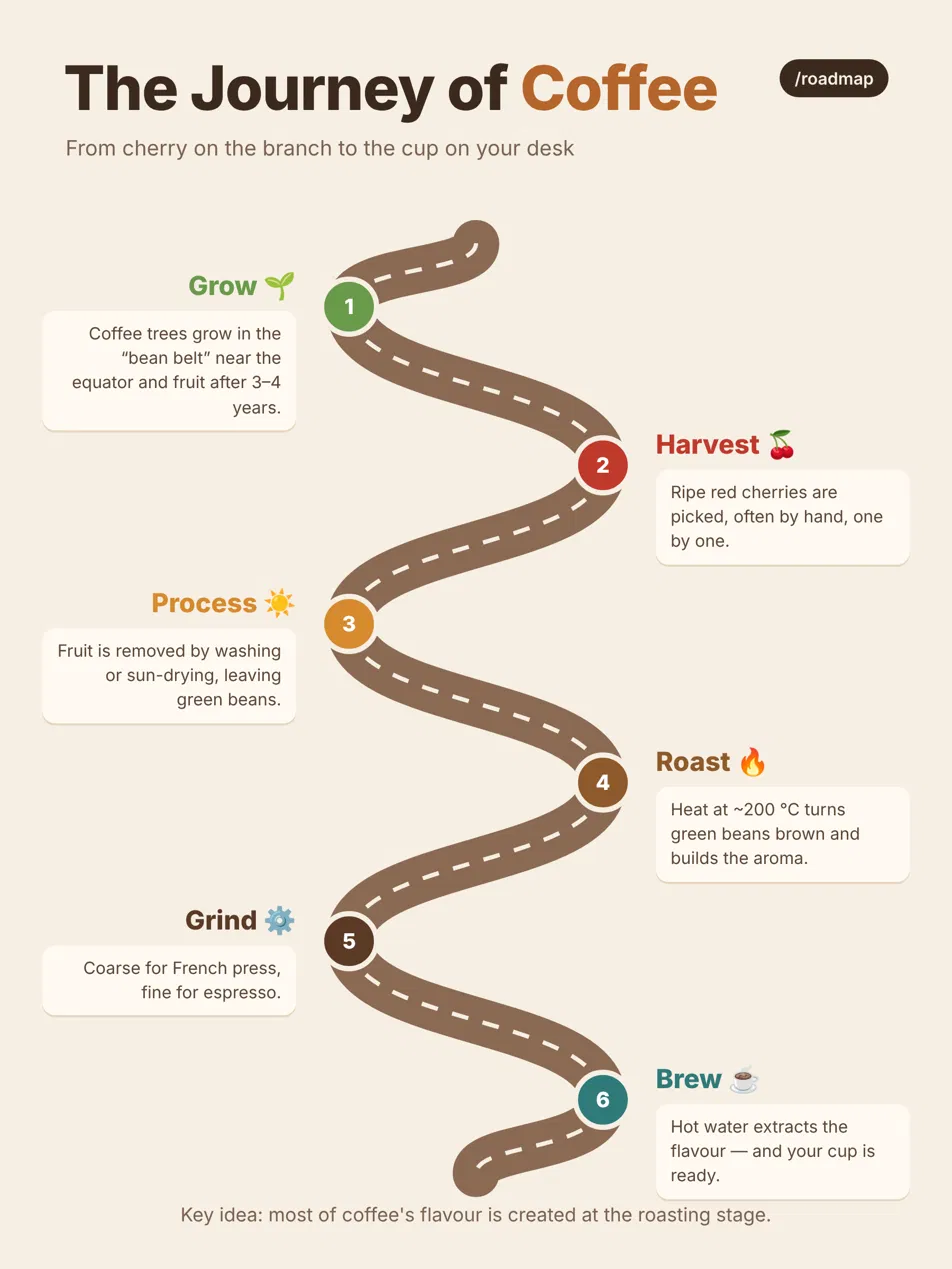 The Journey of Coffee
/roadmap
From cherry on the branch to the cup on your desk
Grow 🌱
1
Coffee trees grow in the
“bean belt” near the
equator and fruit after 3–4
years.
Harvest 🍒
2
Ripe red cherries are
picked, often by hand, one
by one.
Process ☀️
3
Fruit is removed by washing
or sun-drying, leaving
green beans.
Roast 🔥
4
Heat at ~200 °C turns
green beans brown and
builds the aroma.
Grind ⚙️
5
Coarse for French press,
fine for espresso.
Brew ☕
6
Hot water extracts the
flavour — and your cup is
ready.
Key idea: most of coffee's flavour is created at the roasting stage.